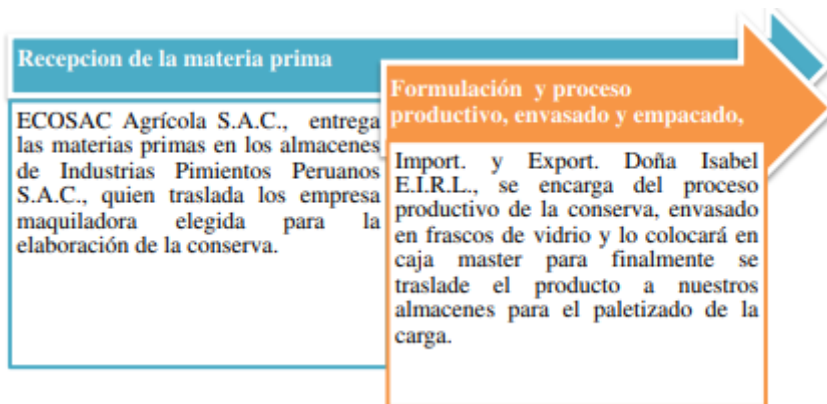 Recepcion de la materia prima
ECOSAC Agrícola S.A.C., entrega
las materias primas en los almacenes
de Industrias Pimientos Peruanos
S.A.C., quien traslada los empresa
maquiladora elegida para la
elaboración de la conserva.
Formulación y proceso
productivo, envasado y empacado,
Import. y Export. Doña Isabel
E.I.R.L., se encarga del proceso
productivo de la conserva, envasado
en frascos de vidrio y lo colocará en
caja master para finalmente se
traslade el producto a nuestros
almacenes para el paletizado de la
carga.